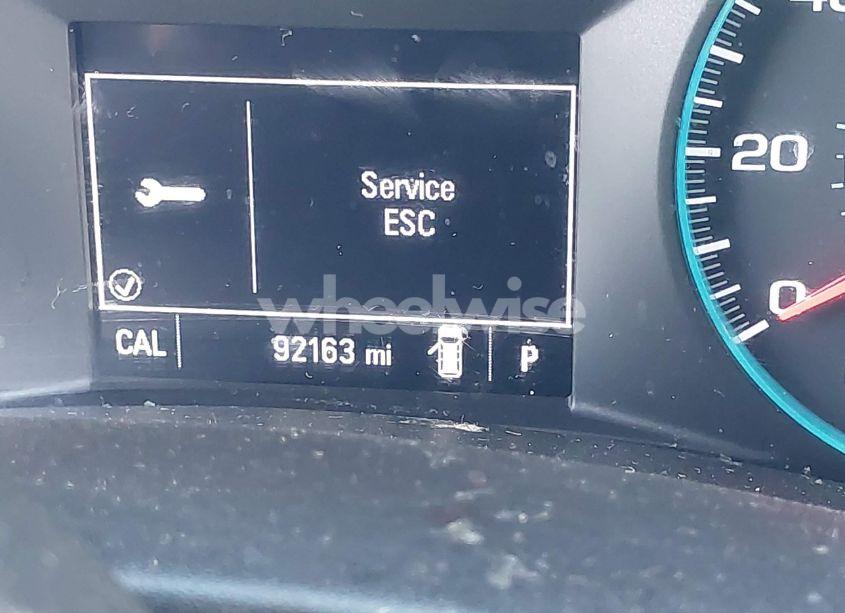 Service
ESC
wheelwise
CAL 92163 mi P
20
0